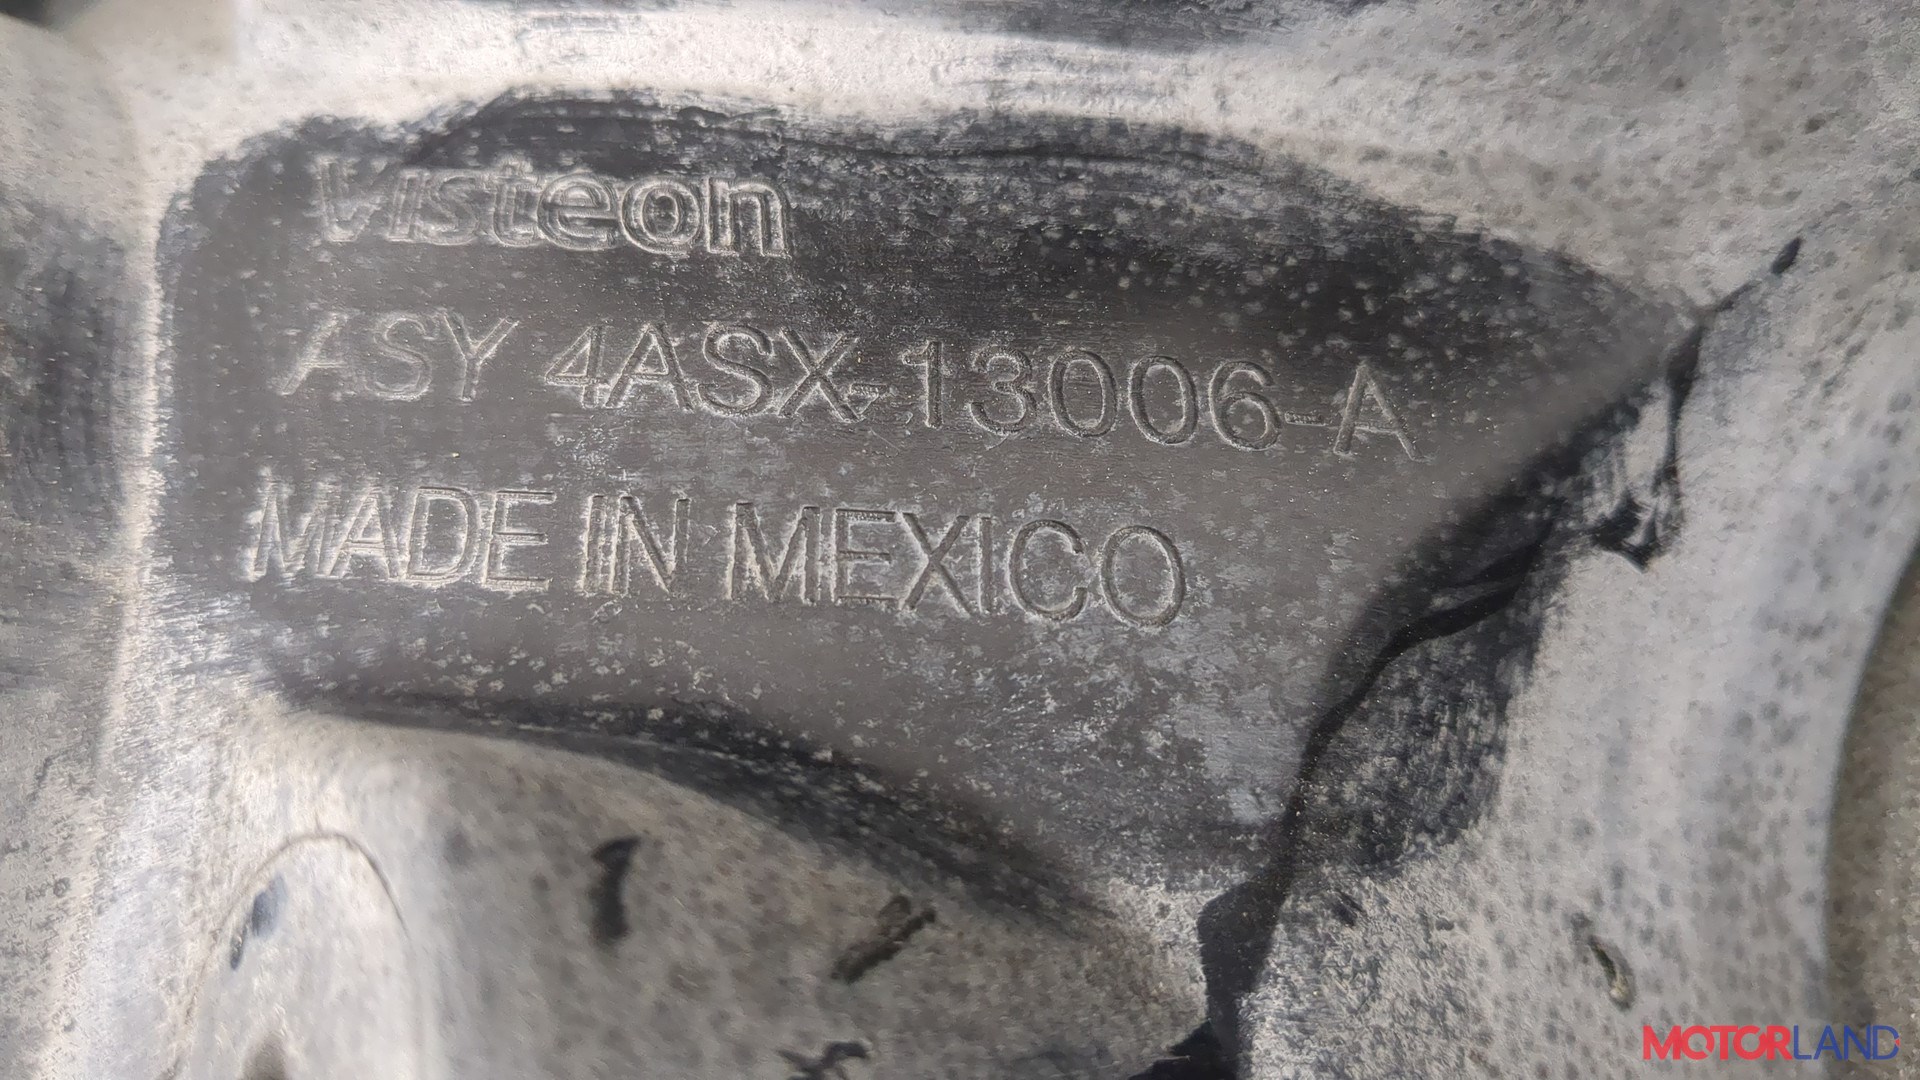 Visteon
ASY 4ASX-13006-A
MADE IN MEXICO
MOTORLAND